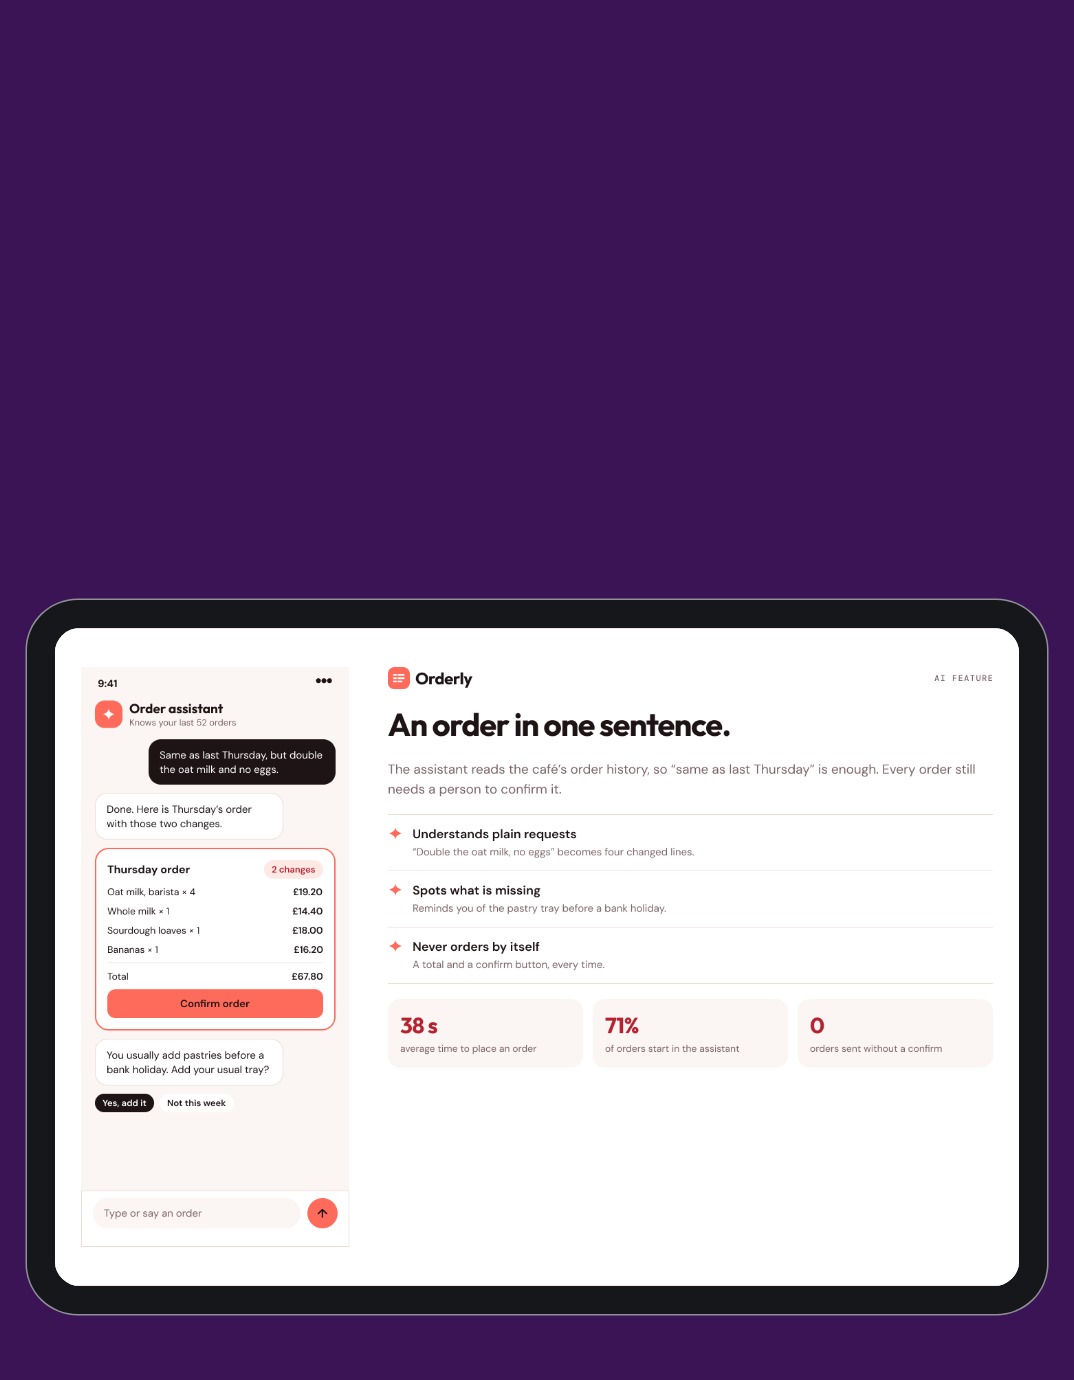 9:41
Order assistant
Knows your last 52 orders
Same as last Thursday, but double
the oat milk and no eggs.
Done. Here is Thursday's order
with those two changes.
Thursday order
2 changes
Oat milk, barista × 4 £19.20
Whole milk × 1 £14.40
Sourdough loaves × 1 £18.00
Bananas × 1 £16.20
Total £67.80
Confirm order
You usually add pastries before a
bank holiday. Add your usual tray?
Yes, add it
Not this week
Type or say an order
Orderly
AI FEATURE
An order in one sentence.
The assistant reads the café's order history, so “same as last Thursday” is enough. Every order still
needs a person to confirm it.
Understands plain requests
“Double the oat milk, no eggs” becomes four changed lines.
Spots what is missing
Reminds you of the pastry tray before a bank holiday.
Never orders by itself
A total and a confirm button, every time.
38 s
average time to place an order
71%
of orders start in the assistant
0
orders sent without a confirm